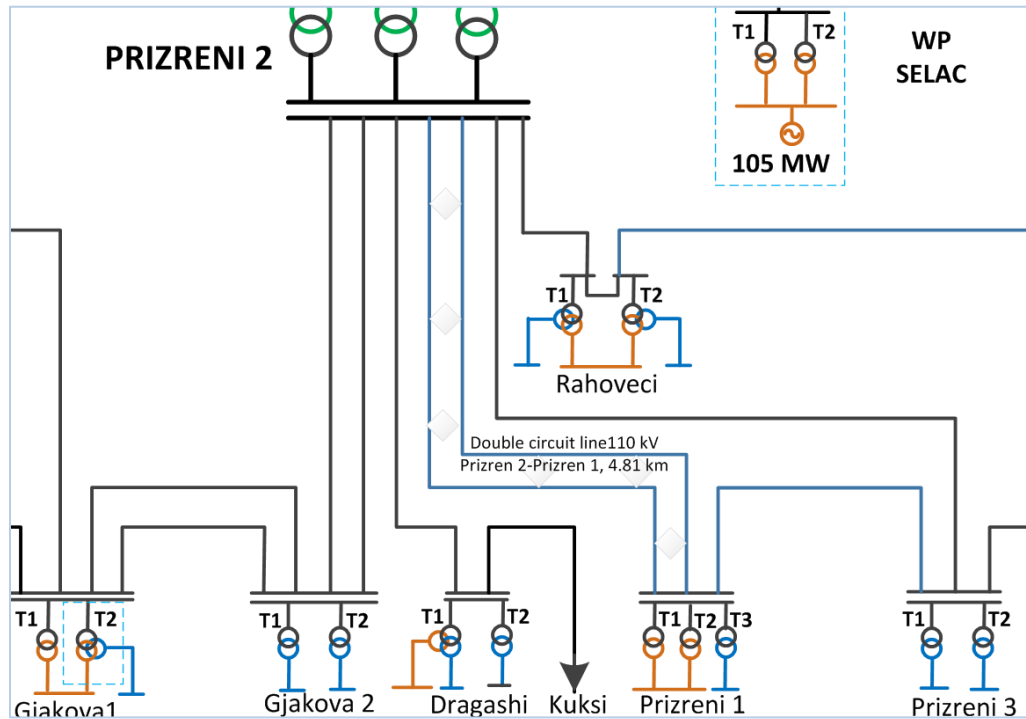 PRIZRENI 2
T1 T2
WP
SELAC
105 MW
T1 T2
Rahoveci
Double circuit line110 kV
Prizren 2-Prizren 1, 4.81 km
T1 T2
T1 T2
T1 T2
T1 T2 T3
T1 T2
Gjakova1
Gjakova 2
Dragashi
Kuksi
Prizreni 1
Prizreni 3